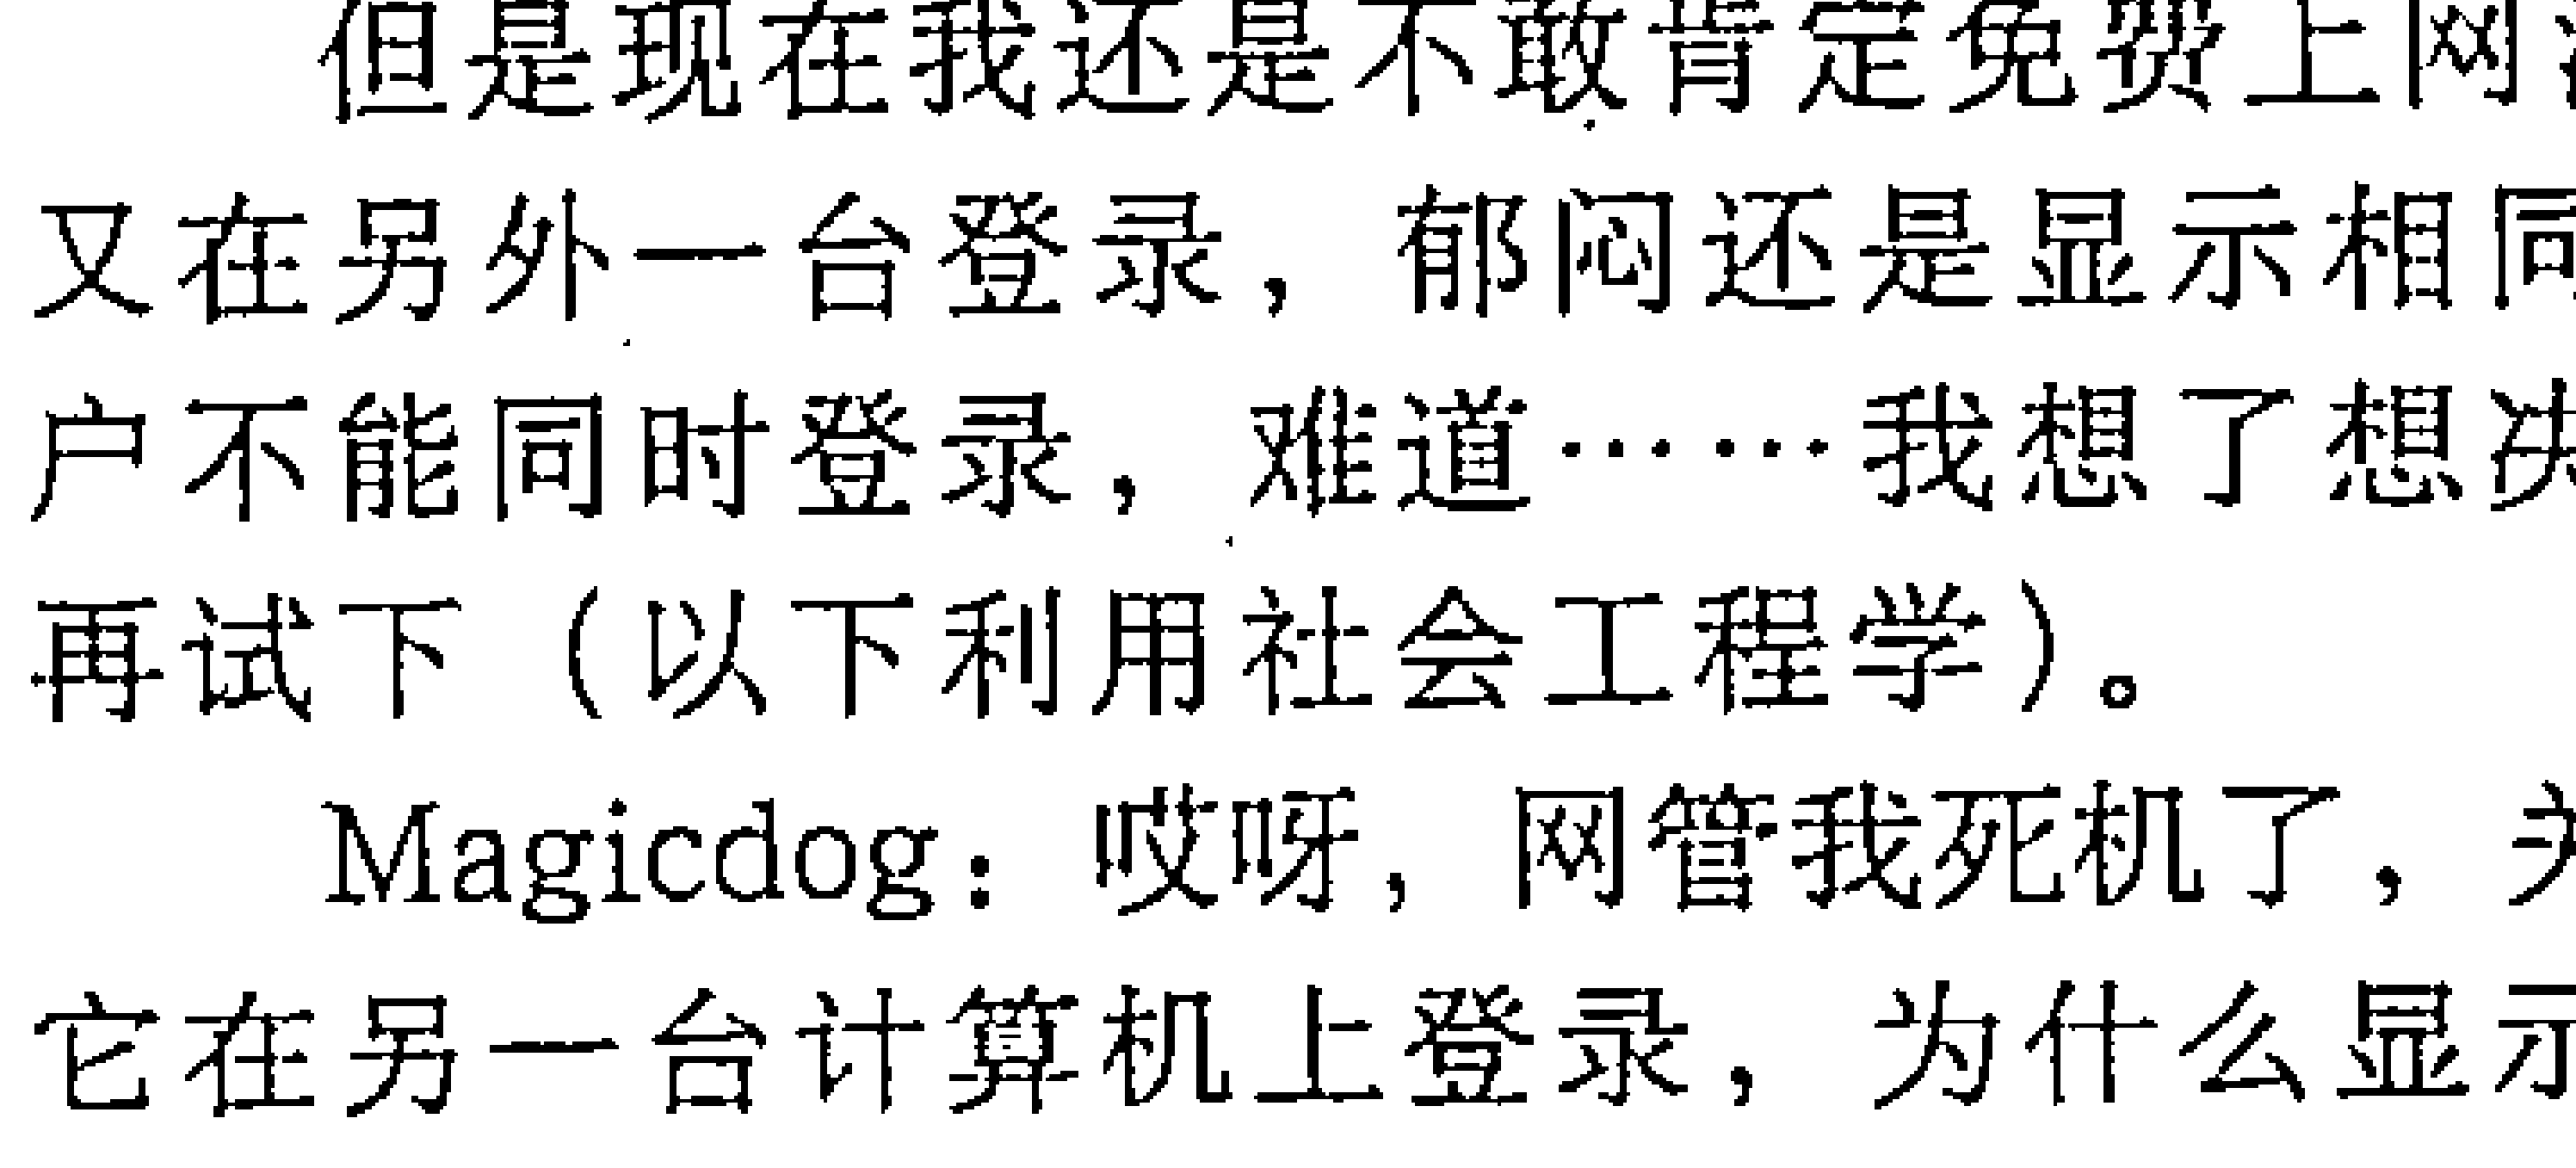 但是现在我还是不敢肯定免费上网
又在另外一台登录，郁闷还是显示相同
户不能同时登录，难道……我想了想决
再试下（以下利用社会工程学）。
Magicdog：哎呀，网管我死机了，
它在另一台计算机上登录，为什么显示